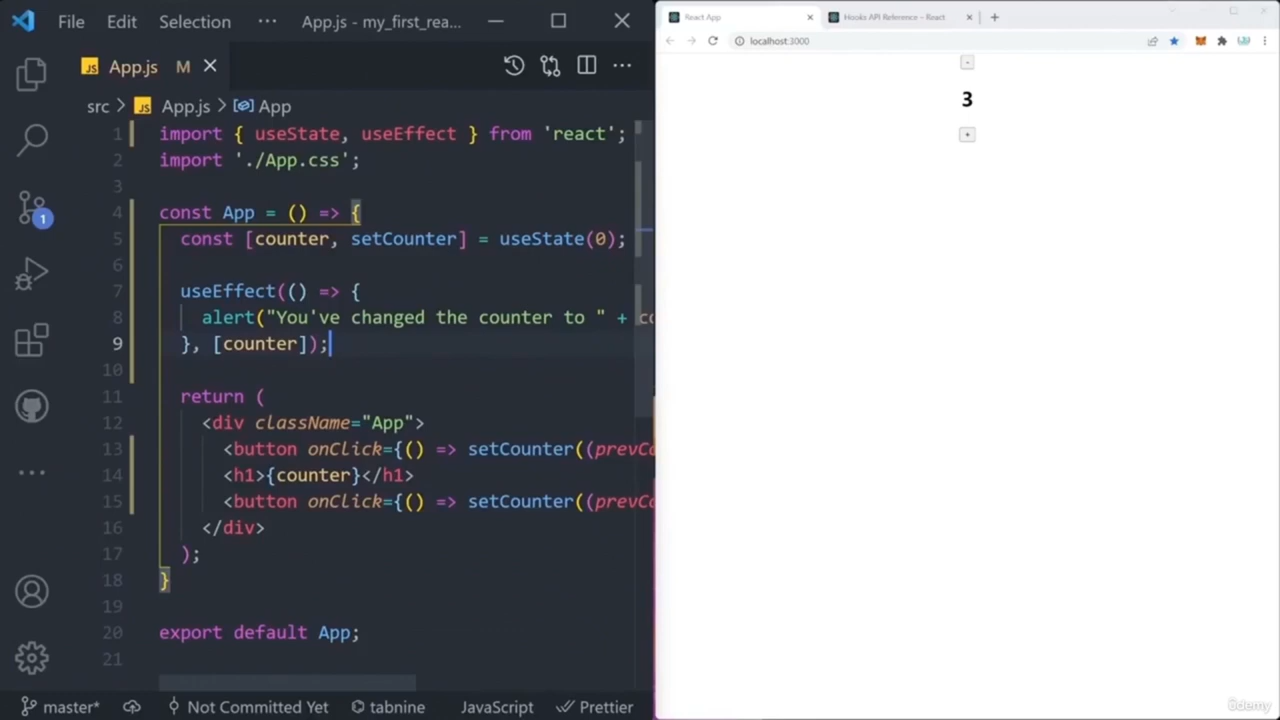 File Edit Selection ··· App.js - my_first_rea...
App.js M
src > App.js > App
1 import { useState, useEffect } from 'react';
2 import './App.css';
3
4 const App = () => {
5 const [counter, setCounter] = useState(0);
6
7 useEffect(() => {
8 alert("You've changed the counter to " + co
9 }, [counter]);
10
11 return (
12 <div className="App">
13 <button onClick={() => setCounter((prevCo
14 <h1>{counter}</h1>
15 <button onClick={() => setCounter((prevCo
16 </div>
17 );
18 }
19
20 export default App;
21
1
master* Not Committed Yet tabnine JavaScript Prettier
React App Hooks API Reference – React
localhost:3000
-
3
+
ûdemy